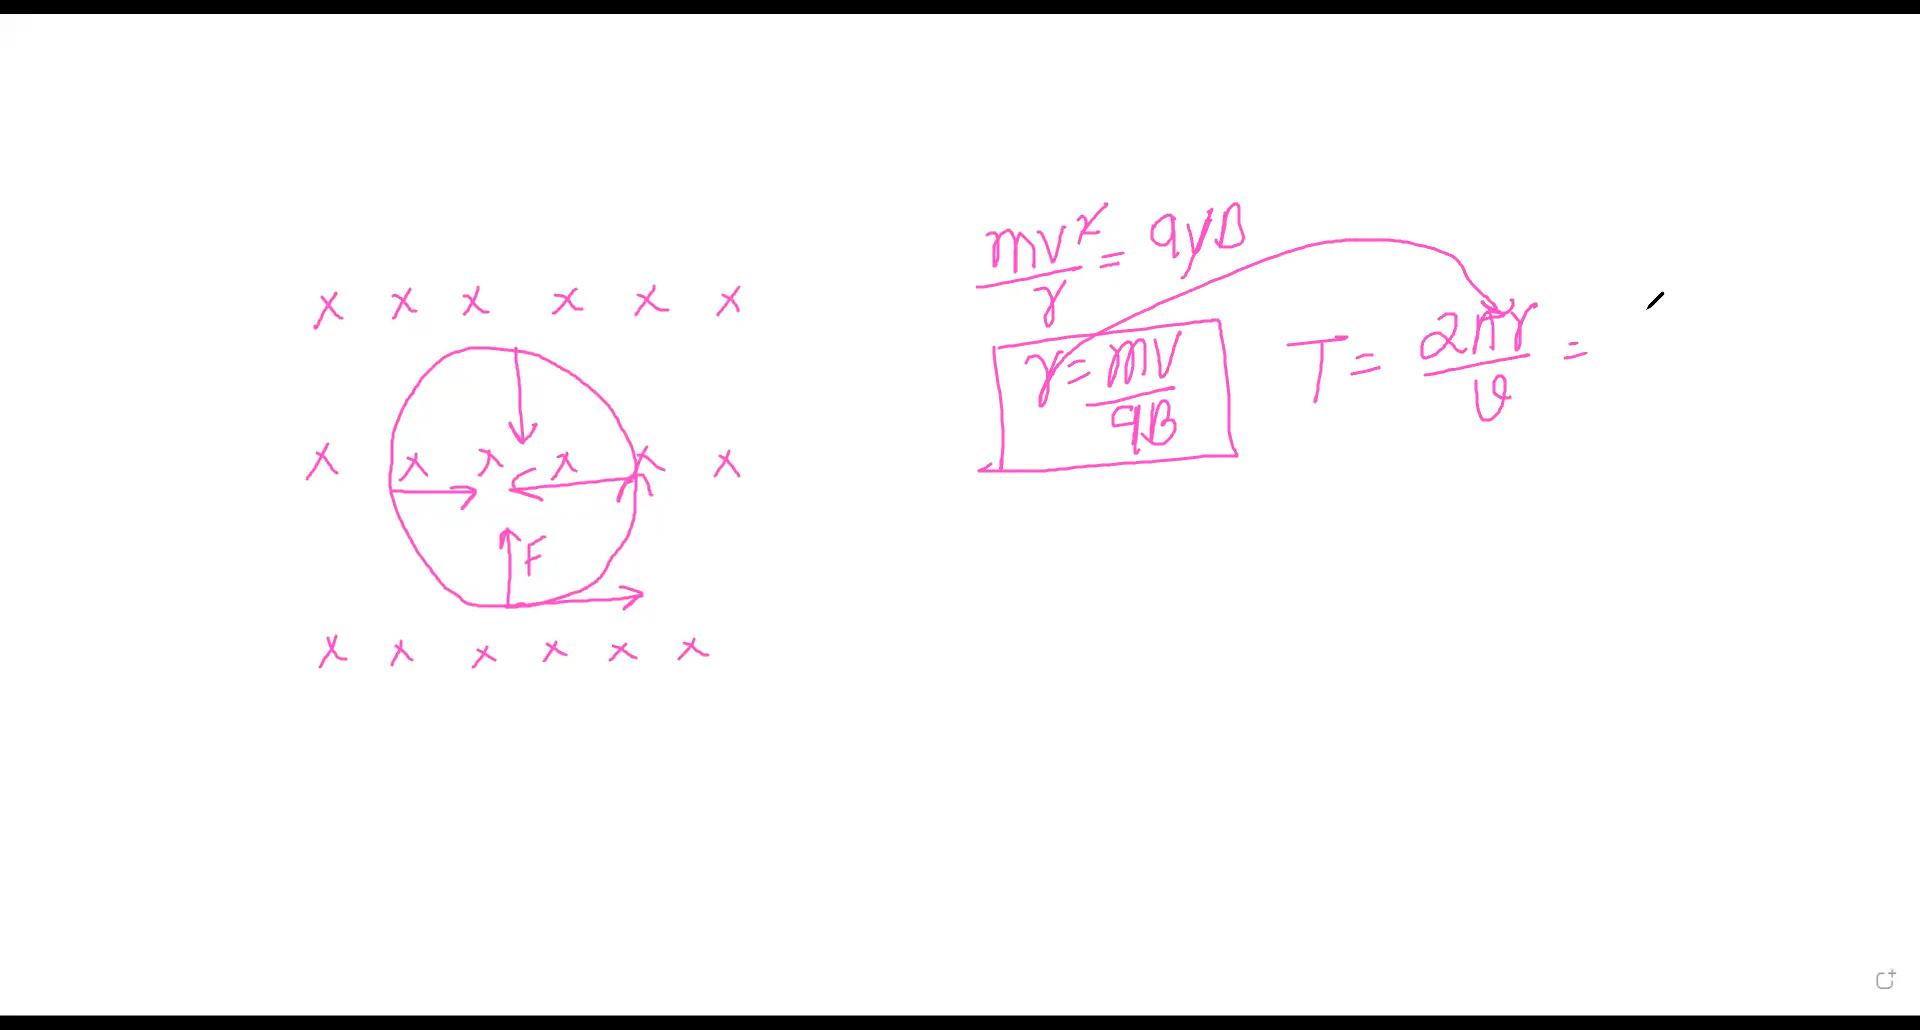 mv²/r = qvB
x x x x x x
r = mv/qB
T = 2πr/v =
x x x x x x
F
x x x x x x